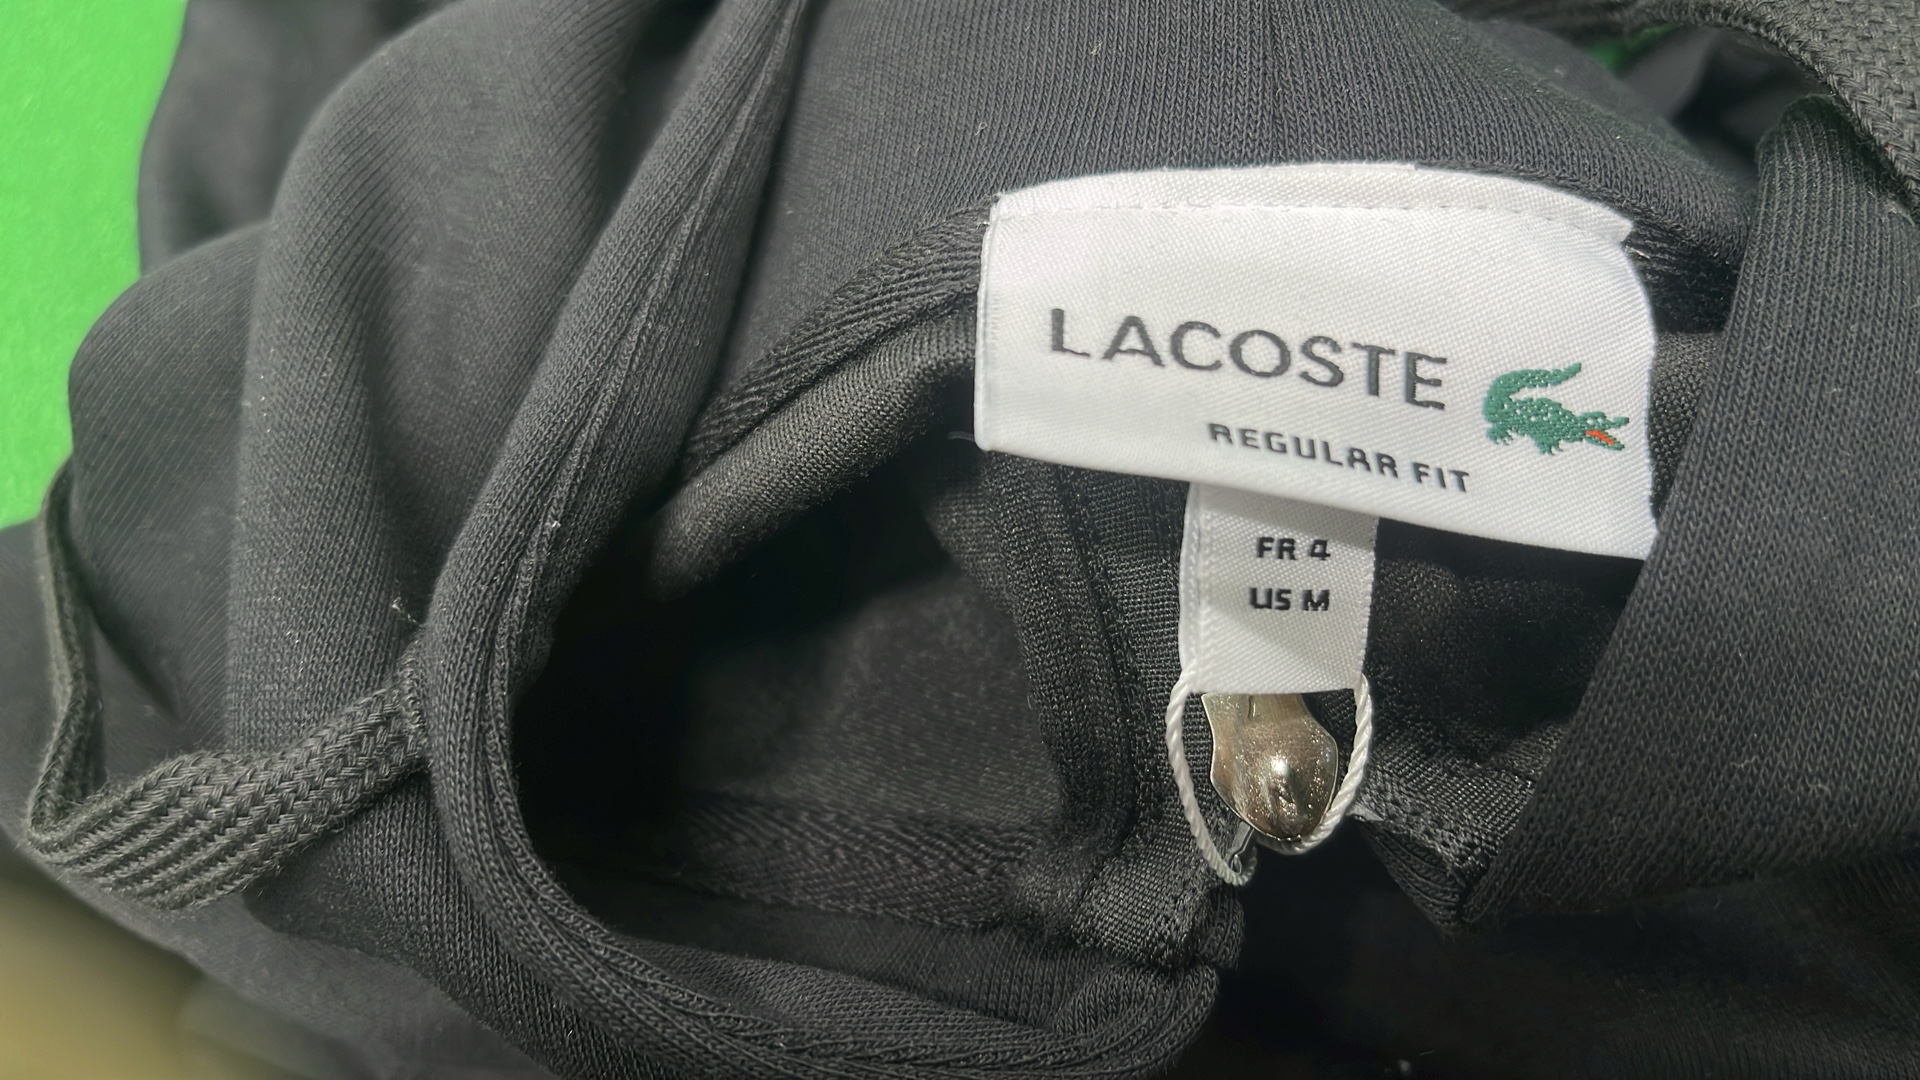 LACOSTE
REGULAR FIT
FR 4
US M